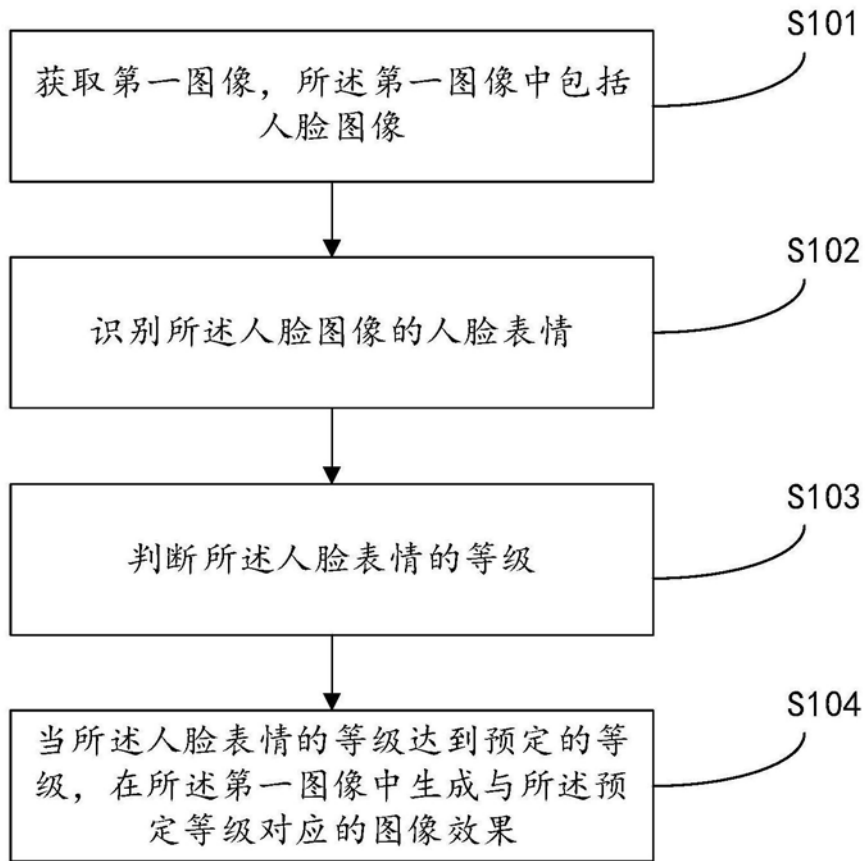 S101
获取第一图像，所述第一图像中包括
人脸图像
S102
识别所述人脸图像的人脸表情
S103
判断所述人脸表情的等级
S104
当所述人脸表情的等级达到预定的等
级，在所述第一图像中生成与所述预
定等级对应的图像效果